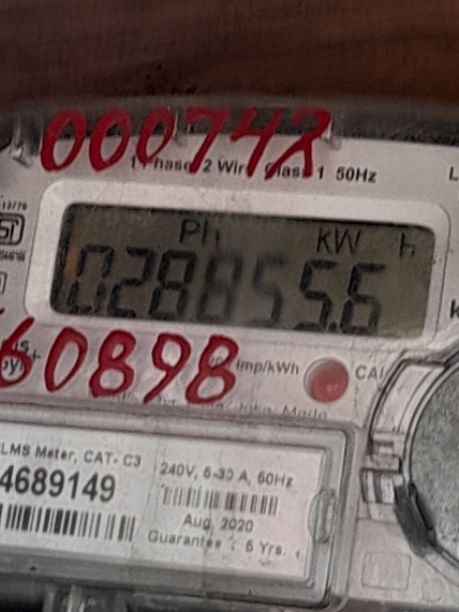 000742
1 Phase 2 Wire Class 1 50Hz
Ph kW h
028855.6
60898
imp/kWh CAL
LMS Meter, CAT- C3
4689149
240V, 5-30 A, 50Hz
Aug, 2020
Guarantee : 5 Yrs.